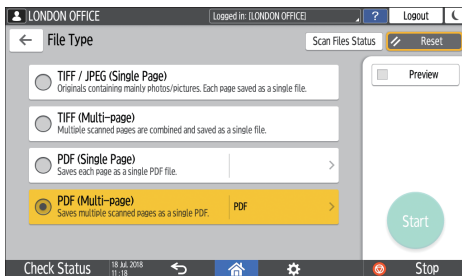 LONDON OFFICE
Logged in: [LONDON OFFICE]
?
Logout
File Type
Scan Files Status
Reset
TIFF / JPEG (Single Page)
Originals containing mainly photos/pictures. Each page saved as a single file.
Preview
TIFF (Multi-page)
Multiple scanned pages are combined and saved as a single file.
PDF (Single Page)
Saves each page as a single PDF file.
PDF (Multi-page)
Saves multiple scanned pages as a single PDF.
PDF
Start
Check Status
18 Jul. 2018
11:18
Stop